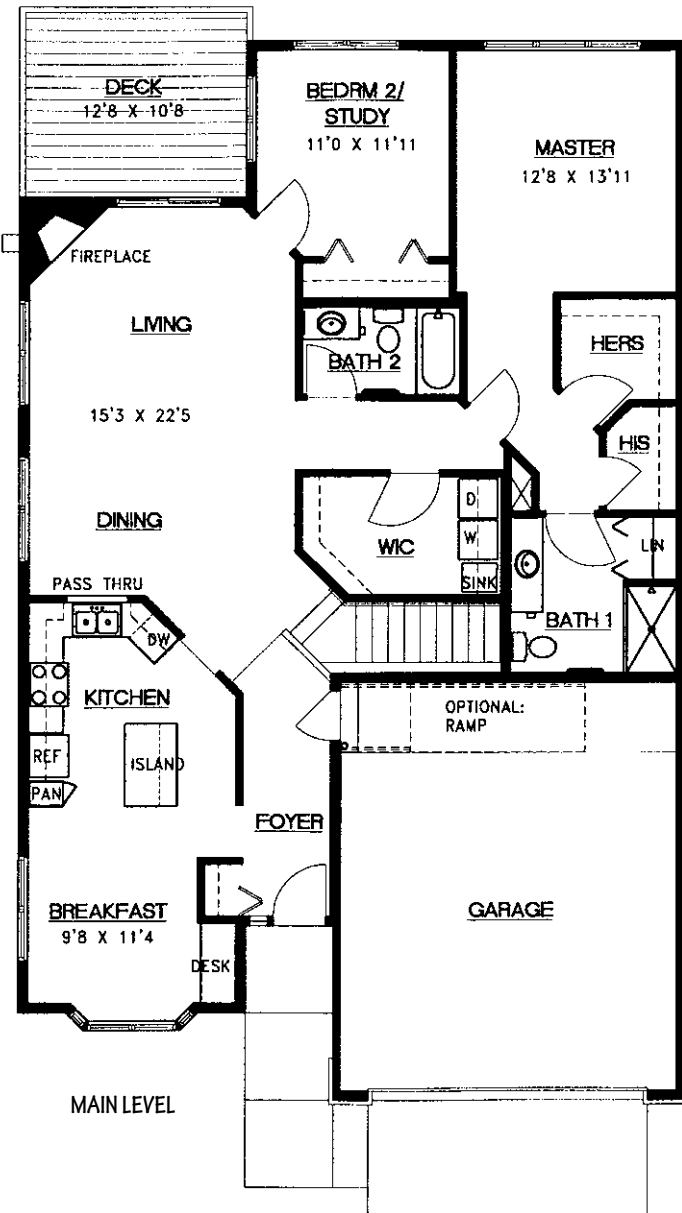 DECK
12'8 X 10'8
BEDRM 2/
STUDY
11'0 X 11'11
MASTER
12'8 X 13'11
FIREPLACE
LIVING
15'3 X 22'5
BATH 2
HERS
HIS
DINING
WIC
D
W
SINK
LIN
PASS THRU
DW
BATH 1
KITCHEN
REF
ISLAND
PAN
OPTIONAL:
RAMP
FOYER
BREAKFAST
9'8 X 11'4
DESK
GARAGE
MAIN LEVEL